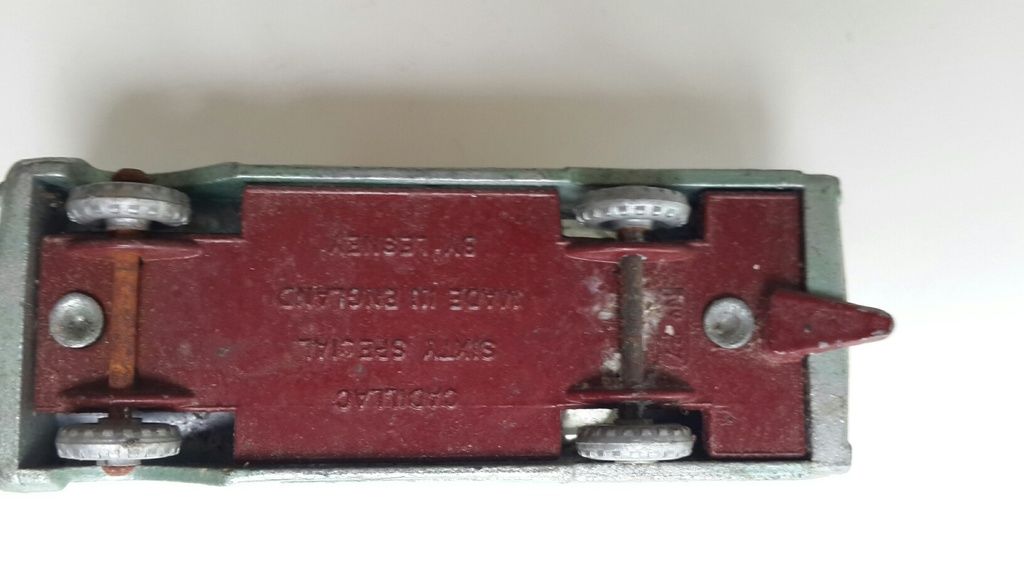 CADILLAC
SIXTY SPECIAL
MADE IN ENGLAND
BY LESNEY